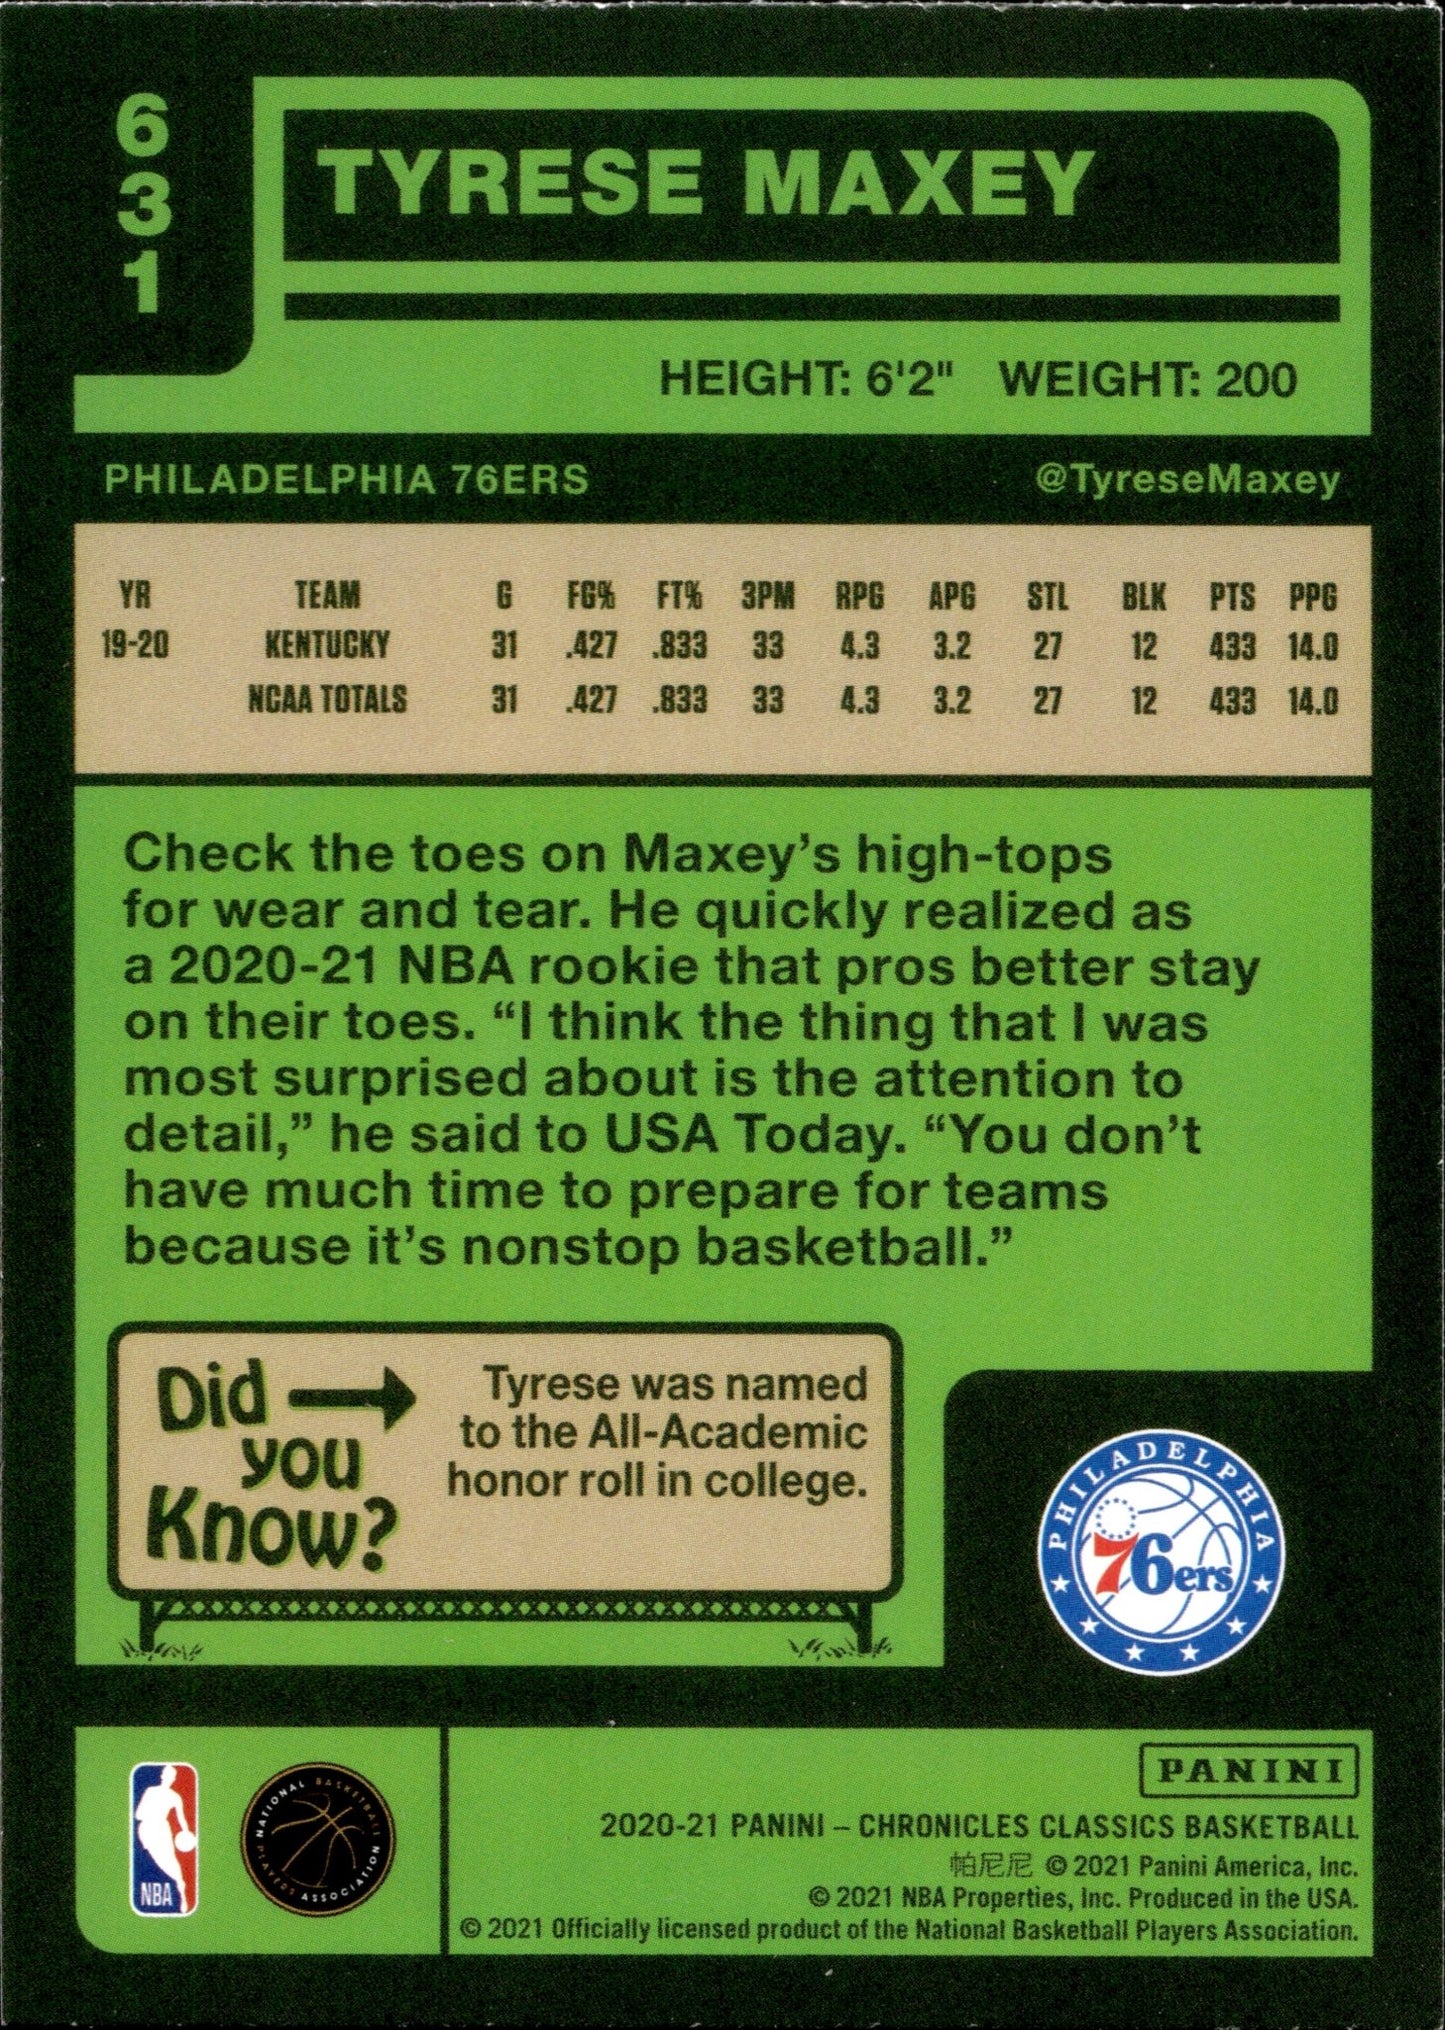 6
3
1
TYRESE MAXEY
HEIGHT: 6'2" WEIGHT: 200
PHILADELPHIA 76ERS @TyreseMaxey
YR TEAM G FG% FT% 3PM RPG APG STL BLK PTS PPG
19-20 KENTUCKY 31 .427 .833 33 4.3 3.2 27 12 433 14.0
NCAA TOTALS 31 .427 .833 33 4.3 3.2 27 12 433 14.0
Check the toes on Maxey’s high-tops
for wear and tear. He quickly realized as
a 2020-21 NBA rookie that pros better stay
on their toes. “I think the thing that I was
most surprised about is the attention to
detail,” he said to USA Today. “You don’t
have much time to prepare for teams
because it’s nonstop basketball.”
Did
you
Know?
Tyrese was named
to the All-Academic
honor roll in college.
PHILADELPHIA
76ers
NBA
NATIONAL BASKETBALL
PLAYERS ASSOCIATION
PANINI
2020-21 PANINI – CHRONICLES CLASSICS BASKETBALL
帕尼尼 © 2021 Panini America, Inc.
© 2021 NBA Properties, Inc. Produced in the USA.
© 2021 Officially licensed product of the National Basketball Players Association.